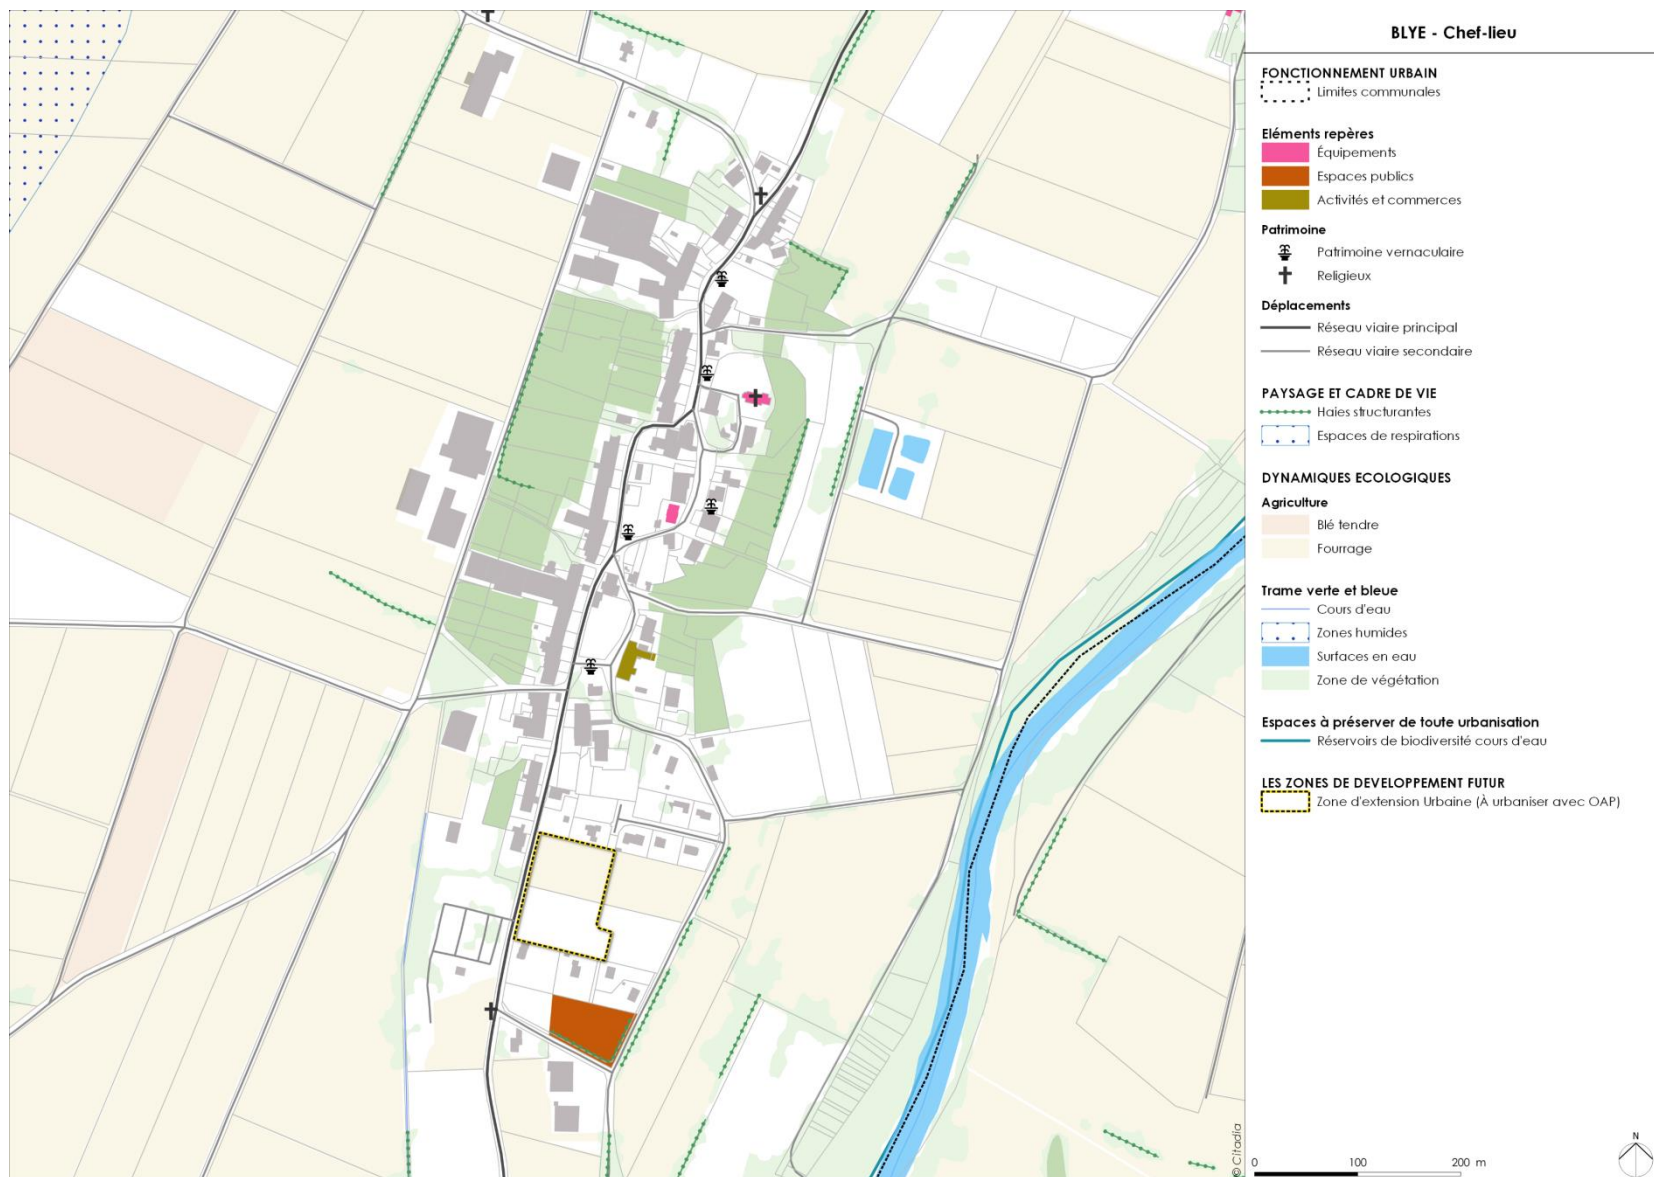 BLYE - Chef-lieu
FONCTIONNEMENT URBAIN
Limites communales
Eléments repères
Équipements
Espaces publics
Activités et commerces
Patrimoine
Patrimoine vernaculaire
Religieux
Déplacements
Réseau viaire principal
Réseau viaire secondaire
PAYSAGE ET CADRE DE VIE
Haies structurantes
Espaces de respirations
DYNAMIQUES ECOLOGIQUES
Agriculture
Blé tendre
Fourrage
Trame verte et bleue
Cours d'eau
Zones humides
Surfaces en eau
Zone de végétation
Espaces à préserver de toute urbanisation
Réservoirs de biodiversité cours d'eau
LES ZONES DE DEVELOPPEMENT FUTUR
Zone d'extension Urbaine (À urbaniser avec OAP)
© Citadia
0 100 200 m
N